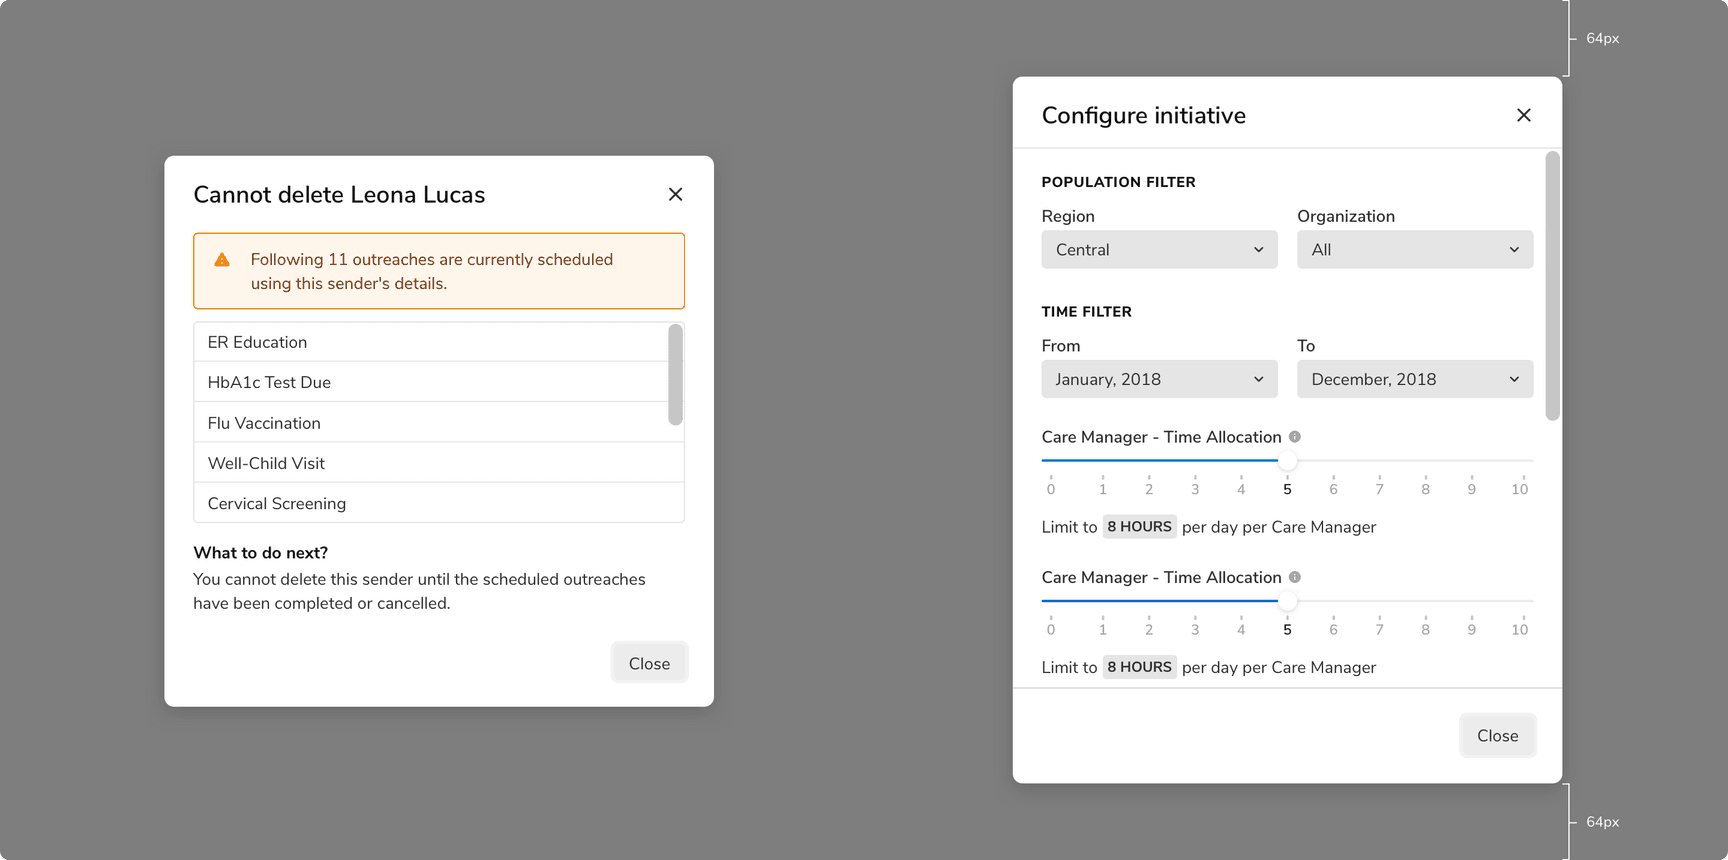 Cannot delete Leona Lucas
Following 11 outreaches are currently scheduled
using this sender's details.
ER Education
HbA1c Test Due
Flu Vaccination
Well-Child Visit
Cervical Screening
What to do next?
You cannot delete this sender until the scheduled outreaches
have been completed or cancelled.
Close
64px
Configure initiative
POPULATION FILTER
Region Organization
Central All
TIME FILTER
From To
January, 2018 December, 2018
Care Manager - Time Allocation
0 1 2 3 4 5 6 7 8 9 10
Limit to 8 HOURS per day per Care Manager
Care Manager - Time Allocation
0 1 2 3 4 5 6 7 8 9 10
Limit to 8 HOURS per day per Care Manager
Close
64px